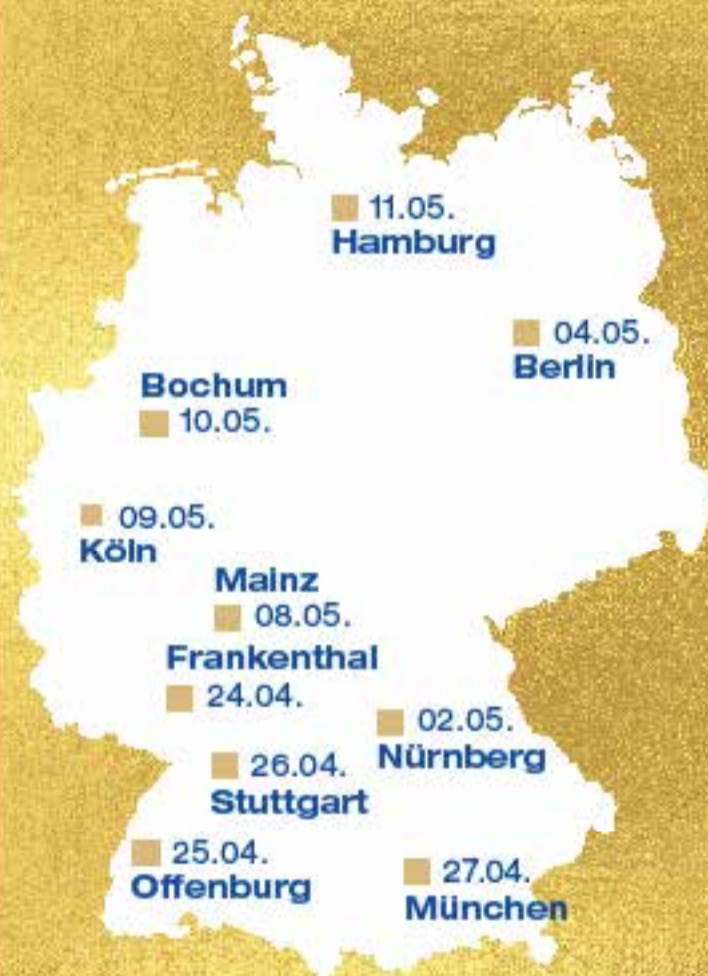 11.05.
Hamburg
04.05.
Berlin
Bochum
10.05.
09.05.
Köln
Mainz
08.05.
Frankenthal
24.04.
02.05.
Nürnberg
26.04.
Stuttgart
25.04.
Offenburg
27.04.
München